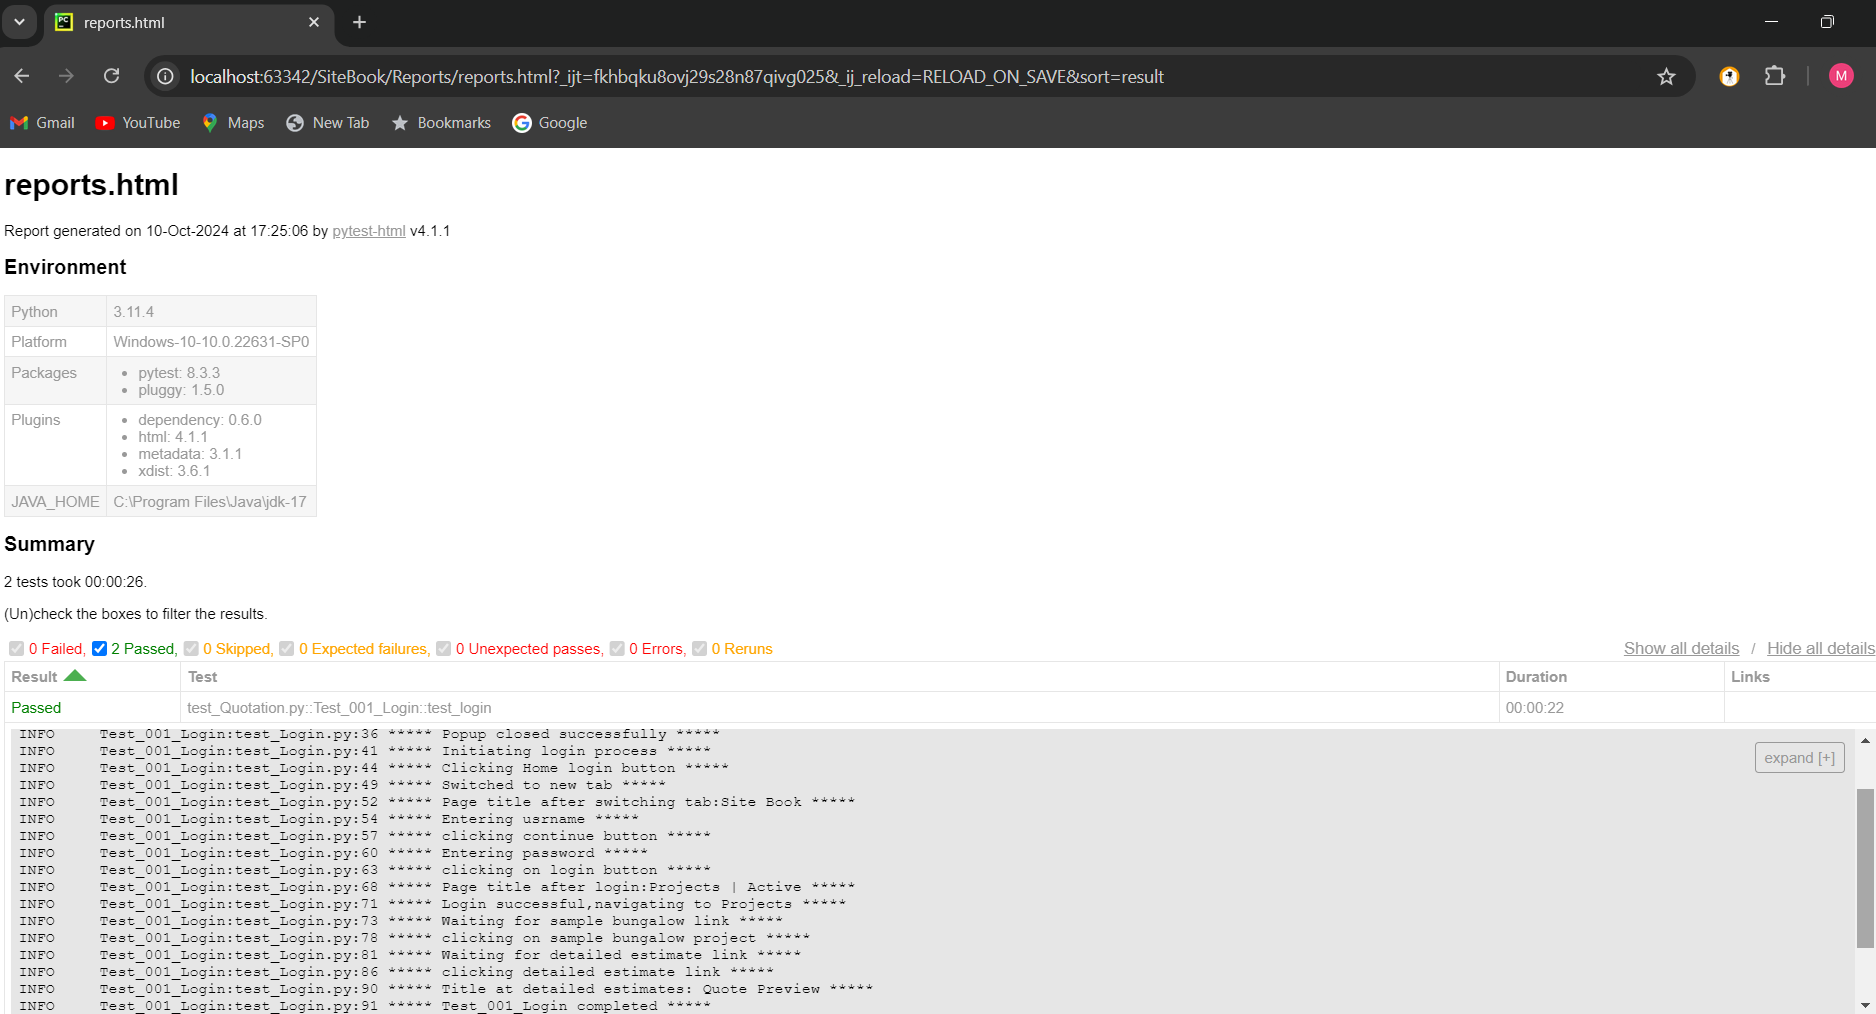 reports.html
localhost:63342/SiteBook/Reports/reports.html?_ijt=fkhbqku8ovj29s28n87qivg025&_ij_reload=RELOAD_ON_SAVE&sort=result
M
Gmail YouTube Maps New Tab Bookmarks Google
reports.html
Report generated on 10-Oct-2024 at 17:25:06 by pytest-html v4.1.1
Environment
Python 3.11.4
Platform Windows-10-10.0.22631-SP0
Packages
• pytest: 8.3.3
• pluggy: 1.5.0
Plugins
• dependency: 0.6.0
• html: 4.1.1
• metadata: 3.1.1
• xdist: 3.6.1
JAVA_HOME C:\Program Files\Java\jdk-17
Summary
2 tests took 00:00:26.
(Un)check the boxes to filter the results.
0 Failed, 2 Passed, 0 Skipped, 0 Expected failures, 0 Unexpected passes, 0 Errors, 0 Reruns Show all details / Hide all details
Result Test Duration Links
Passed test_Quotation.py::Test_001_Login::test_login 00:00:22
expand [+]
INFO Test_001_Login:test_Login.py:36 ***** Popup closed successfully *****
INFO Test_001_Login:test_Login.py:41 ***** Initiating login process *****
INFO Test_001_Login:test_Login.py:44 ***** Clicking Home login button *****
INFO Test_001_Login:test_Login.py:49 ***** Switched to new tab *****
INFO Test_001_Login:test_Login.py:52 ***** Page title after switching tab:Site Book *****
INFO Test_001_Login:test_Login.py:54 ***** Entering usrname *****
INFO Test_001_Login:test_Login.py:57 ***** clicking continue button *****
INFO Test_001_Login:test_Login.py:60 ***** Entering password *****
INFO Test_001_Login:test_Login.py:63 ***** clicking on login button *****
INFO Test_001_Login:test_Login.py:68 ***** Page title after login:Projects | Active *****
INFO Test_001_Login:test_Login.py:71 ***** Login successful,navigating to Projects *****
INFO Test_001_Login:test_Login.py:73 ***** Waiting for sample bungalow link *****
INFO Test_001_Login:test_Login.py:78 ***** clicking on sample bungalow project *****
INFO Test_001_Login:test_Login.py:81 ***** Waiting for detailed estimate link *****
INFO Test_001_Login:test_Login.py:86 ***** clicking detailed estimate link *****
INFO Test_001_Login:test_Login.py:90 ***** Title at detailed estimates: Quote Preview *****
INFO Test_001_Login:test_Login.py:91 ***** Test_001_Login completed *****